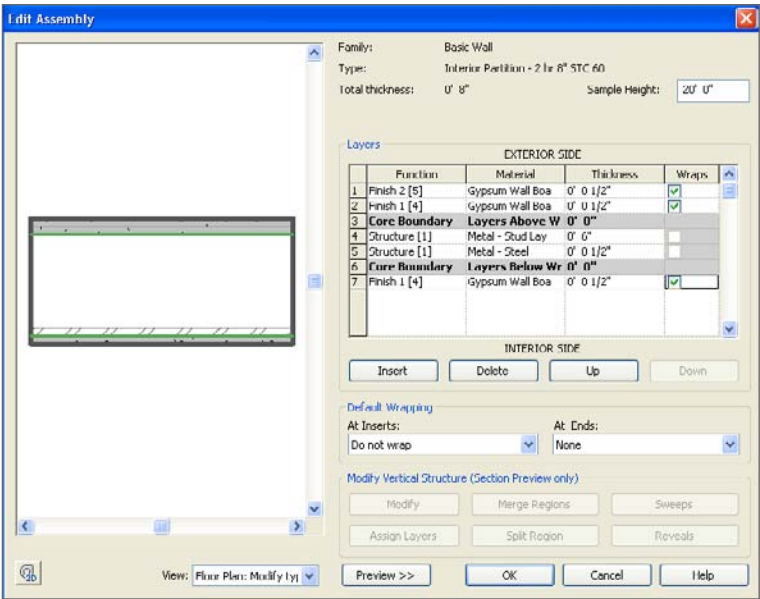 Edit Assembly
Family: Basic Wall
Type: Interior Partition - 2 hr 8" STC 60
Total thickness: 0' 8" Sample Height: 20' 0"
Layers
EXTERIOR SIDE
Function Material Thickness Wraps
1 Finish 2 [5] Gypsum Wall Boa 0' 0 1/2"
2 Finish 1 [4] Gypsum Wall Boa 0' 0 1/2"
3 Core Boundary Layers Above W 0' 0"
4 Structure [1] Metal - Stud Lay 0' 6"
5 Structure [1] Metal - Steel 0' 0 1/2"
6 Core Boundary Layers Below Wr 0' 0"
7 Finish 1 [4] Gypsum Wall Boa 0' 0 1/2"
INTERIOR SIDE
Insert Delete Up Down
Default Wrapping
At Inserts: At Ends:
Do not wrap None
Modify Vertical Structure (Section Preview only)
Modify Merge Regions Sweeps
Assign Layers Split Region Reveals
View: Floor Plan: Modify typ Preview >> OK Cancel Help